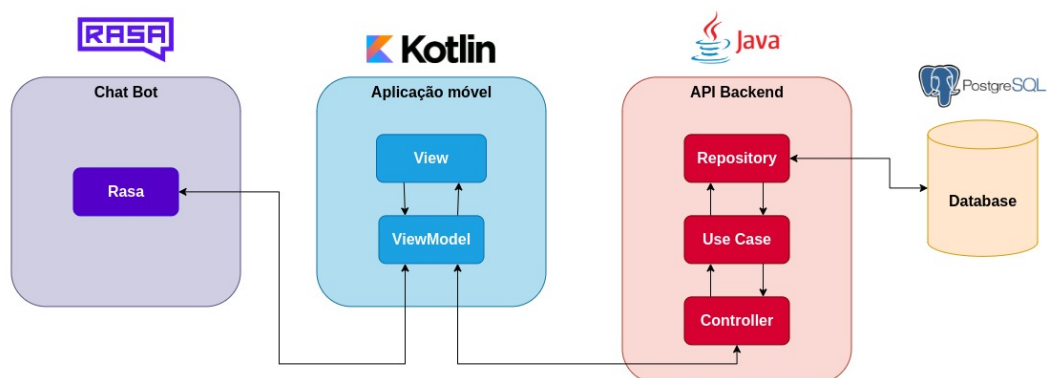 RASA
Kotlin
Java
PostgreSQL
Chat Bot
Aplicação móvel
API Backend
Rasa
View
ViewModel
Repository
Use Case
Controller
Database